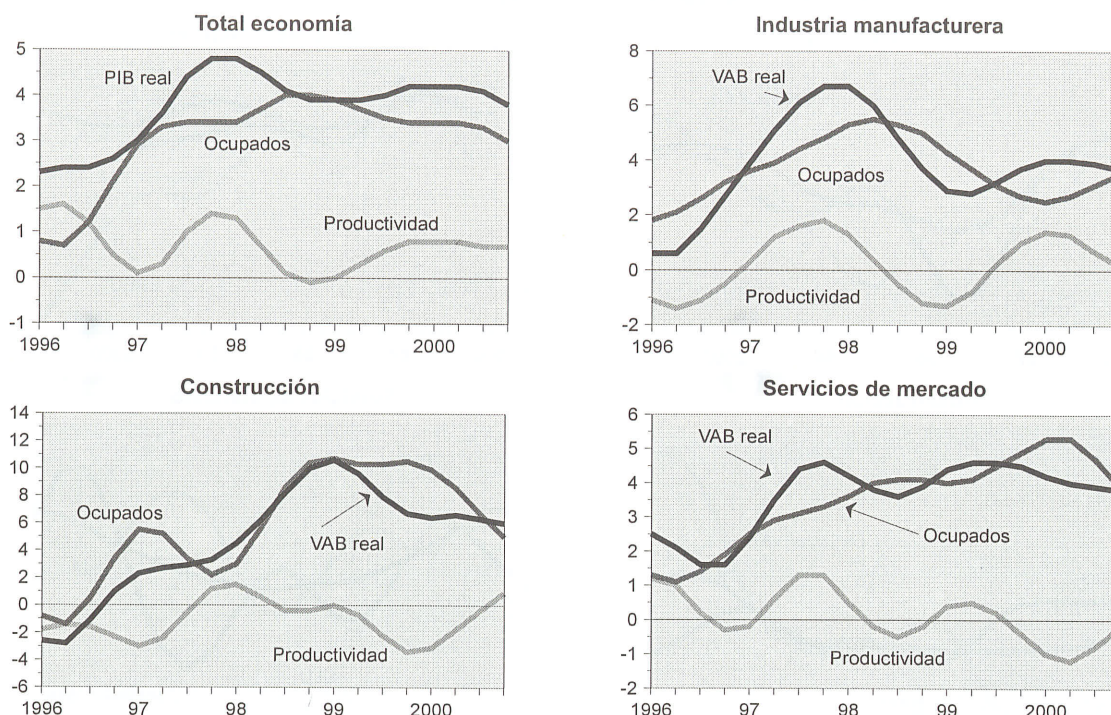 Total economía
5
4
3
2
1
0
-1
PIB real
Ocupados
Productividad
1996 97 98 99 2000
Industria manufacturera
8
6
4
2
0
-2
VAB real
Ocupados
Productividad
1996 97 98 99 2000
Construcción
14
12
10
8
6
4
2
0
-2
-4
-6
Ocupados
VAB real
Productividad
1996 97 98 99 2000
Servicios de mercado
6
5
4
3
2
1
0
-1
-2
VAB real
Ocupados
Productividad
1996 97 98 99 2000